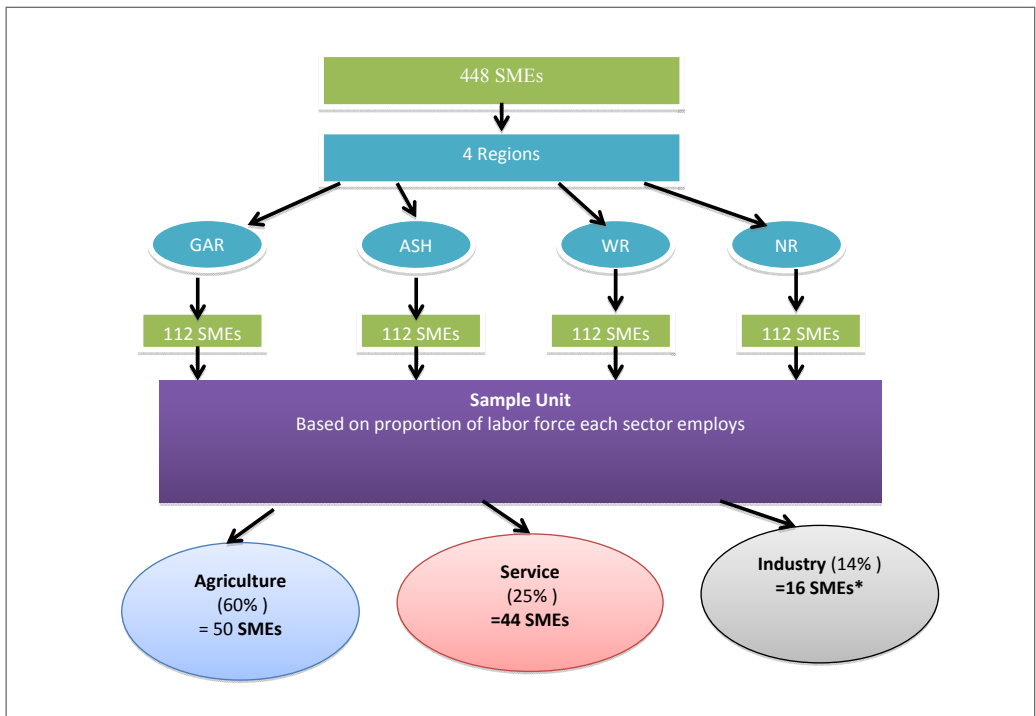 448 SMEs
4 Regions
GAR
ASH
WR
NR
112 SMEs
112 SMEs
112 SMEs
112 SMEs
Sample Unit
Based on proportion of labor force each sector employs
Agriculture
(60% )
= 50 SMEs
Service
(25% )
=44 SMEs
Industry (14% )
=16 SMEs*